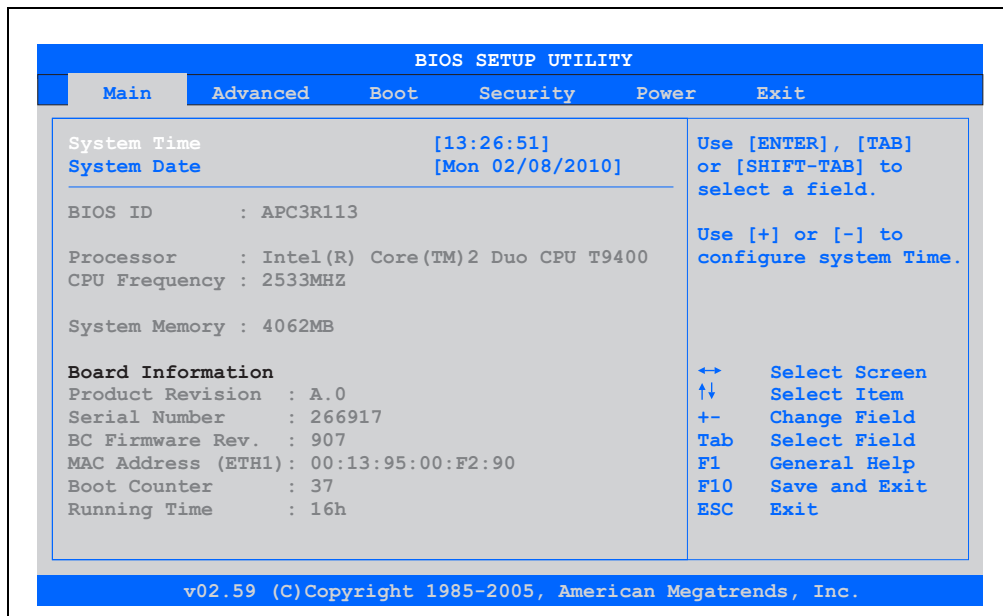 BIOS SETUP UTILITY
Main Advanced Boot Security Power Exit
System Time [13:26:51]
System Date [Mon 02/08/2010]
BIOS ID : APC3R113
Processor : Intel(R) Core(TM)2 Duo CPU T9400
CPU Frequency : 2533MHZ
System Memory : 4062MB
Board Information
Product Revision : A.0
Serial Number : 266917
BC Firmware Rev. : 907
MAC Address (ETH1): 00:13:95:00:F2:90
Boot Counter : 37
Running Time : 16h
Use [ENTER], [TAB]
or [SHIFT-TAB] to
select a field.
Use [+] or [-] to
configure system Time.
↔ Select Screen
↑↓ Select Item
+- Change Field
Tab Select Field
F1 General Help
F10 Save and Exit
ESC Exit
v02.59 (C)Copyright 1985-2005, American Megatrends, Inc.